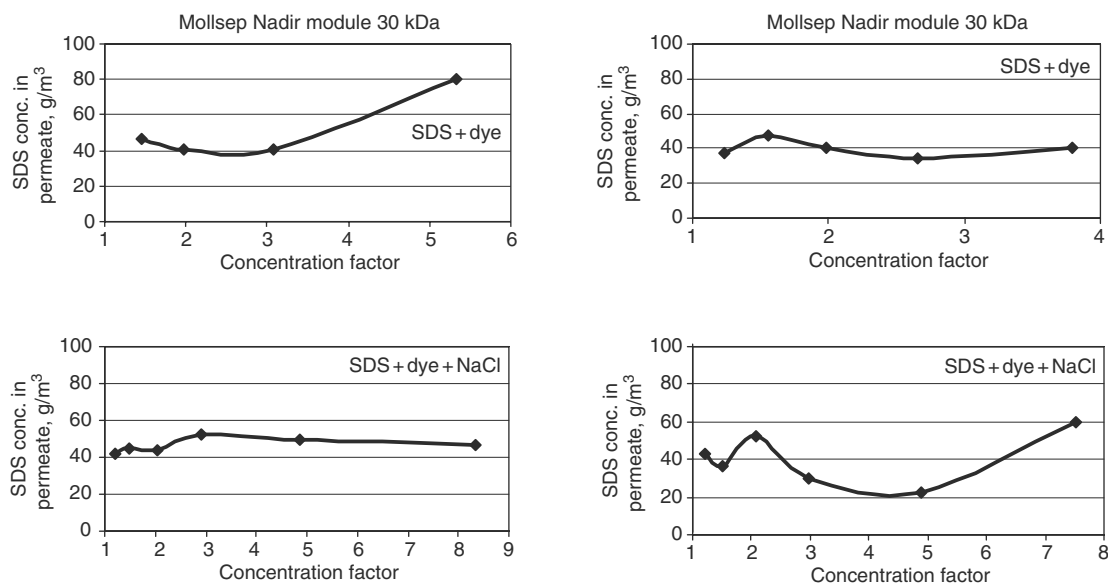 Mollsep Nadir module 30 kDa
SDS conc. in
permeate, g/m³
100
80
60
40
20
0
SDS + dye
1 2 3 4 5 6
Concentration factor
Mollsep Nadir module 30 kDa
SDS conc. in
permeate, g/m³
100
80
60
40
20
0
SDS + dye
1 2 3 4
Concentration factor
SDS conc. in
permeate, g/m³
100
80
60
40
20
0
SDS + dye + NaCl
1 2 3 4 5 6 7 8 9
Concentration factor
SDS conc. in
permeate, g/m³
100
80
60
40
20
0
SDS + dye + NaCl
1 2 3 4 5 6 7 8
Concentration factor